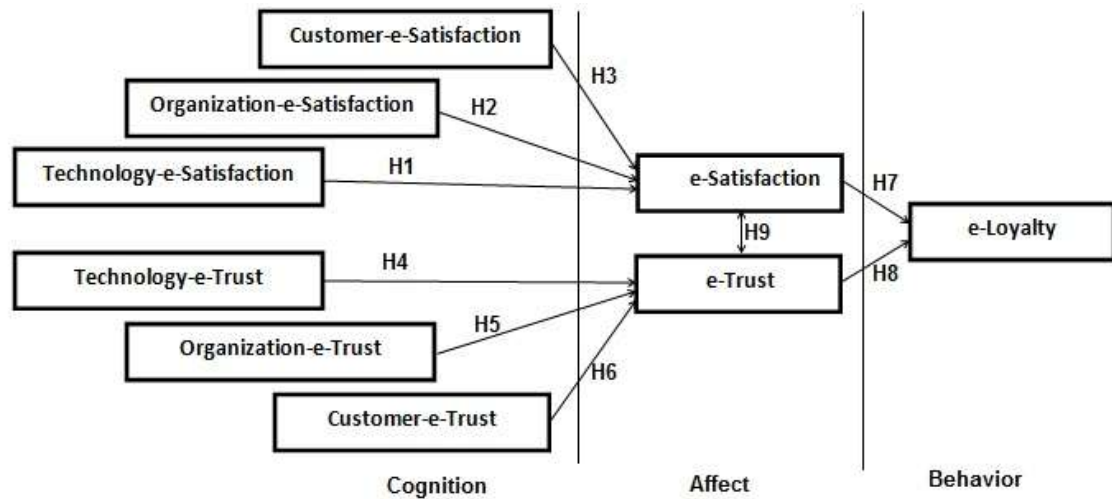 Customer-e-Satisfaction
H3
Organization-e-Satisfaction
H2
Technology-e-Satisfaction
H1
e-Satisfaction
H7
e-Loyalty
H9
Technology-e-Trust
H4
e-Trust
H8
Organization-e-Trust
H5
H6
Customer-e-Trust
Cognition
Affect
Behavior